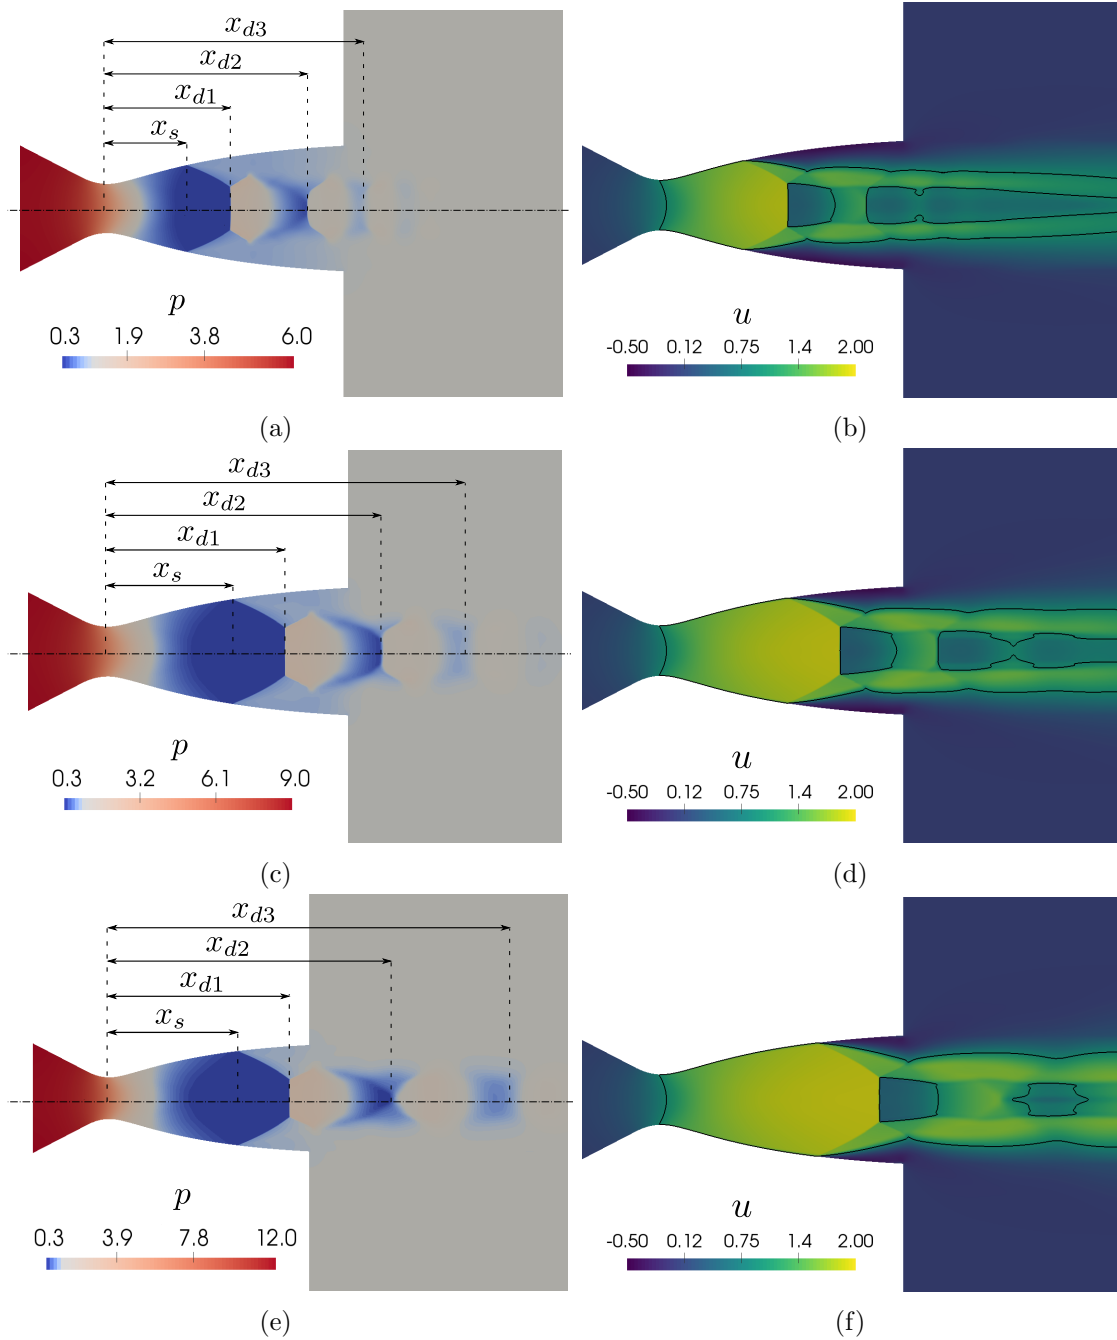 x_{d3}
x_{d2}
x_{d1}
x_s
p
0.3 1.9 3.8 6.0
u
-0.50 0.12 0.75 1.4 2.00
(a) (b)
x_{d3}
x_{d2}
x_{d1}
x_s
p
0.3 3.2 6.1 9.0
u
-0.50 0.12 0.75 1.4 2.00
(c) (d)
x_{d3}
x_{d2}
x_{d1}
x_s
p
0.3 3.9 7.8 12.0
u
-0.50 0.12 0.75 1.4 2.00
(e) (f)